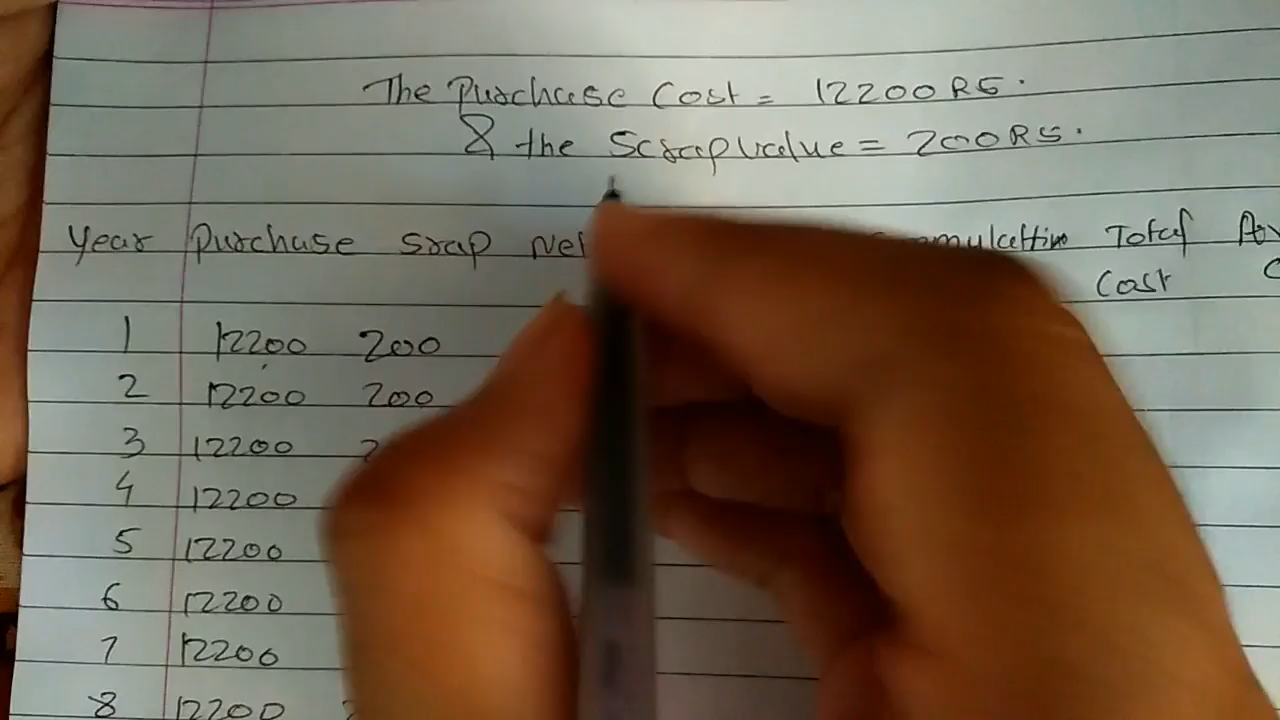 The Purchase Cost = 12200 RS.
& the Scrap value = 200 RS.
Year Purchase Srap Net Total
Cost
1 12200 200
2 12200 200
3 12200 2
4 12200
5 12200
6 12200
7 12200
8 12200